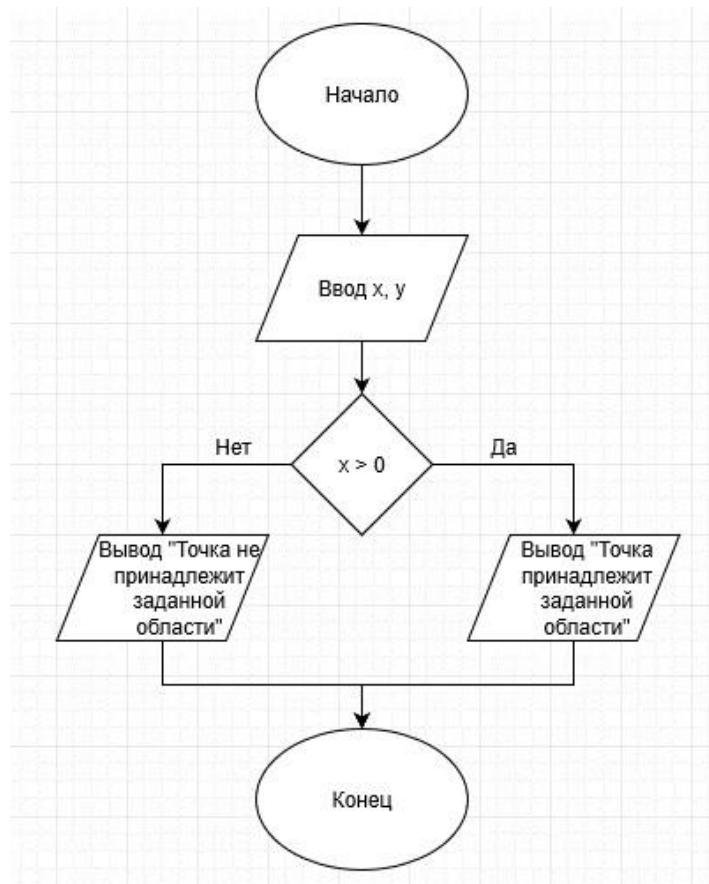 Начало
Ввод x, y
Нет
x > 0
Да
Вывод "Точка не
принадлежит
заданной
области"
Вывод "Точка
принадлежит
заданной
области"
Конец